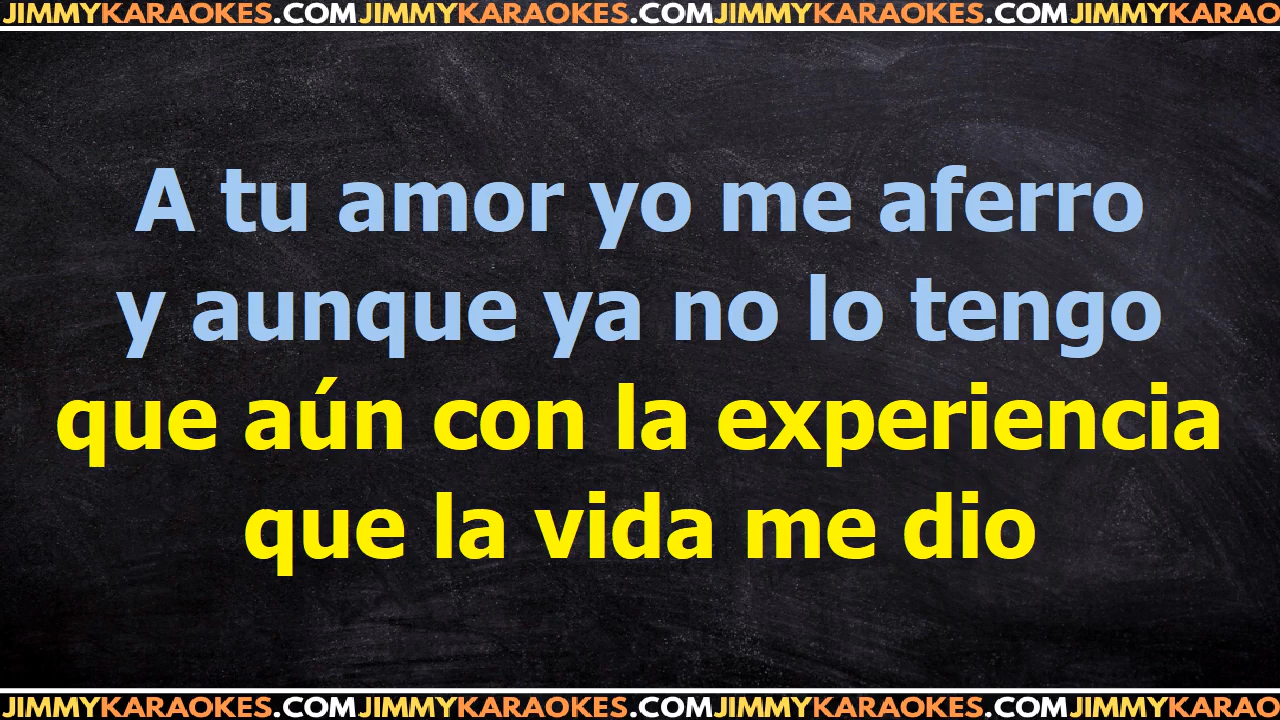 JIMMYKARAOKES.COMJIMMYKARAOKES.COMJIMMYKARAOKES.COMJIMMYKARAO
A tu amor yo me aferro
y aunque ya no lo tengo
que aún con la experiencia
que la vida me dio
JIMMYKARAOKES.COMJIMMYKARAOKES.COMJIMMYKARAOKES.COMJIMMYKARAO